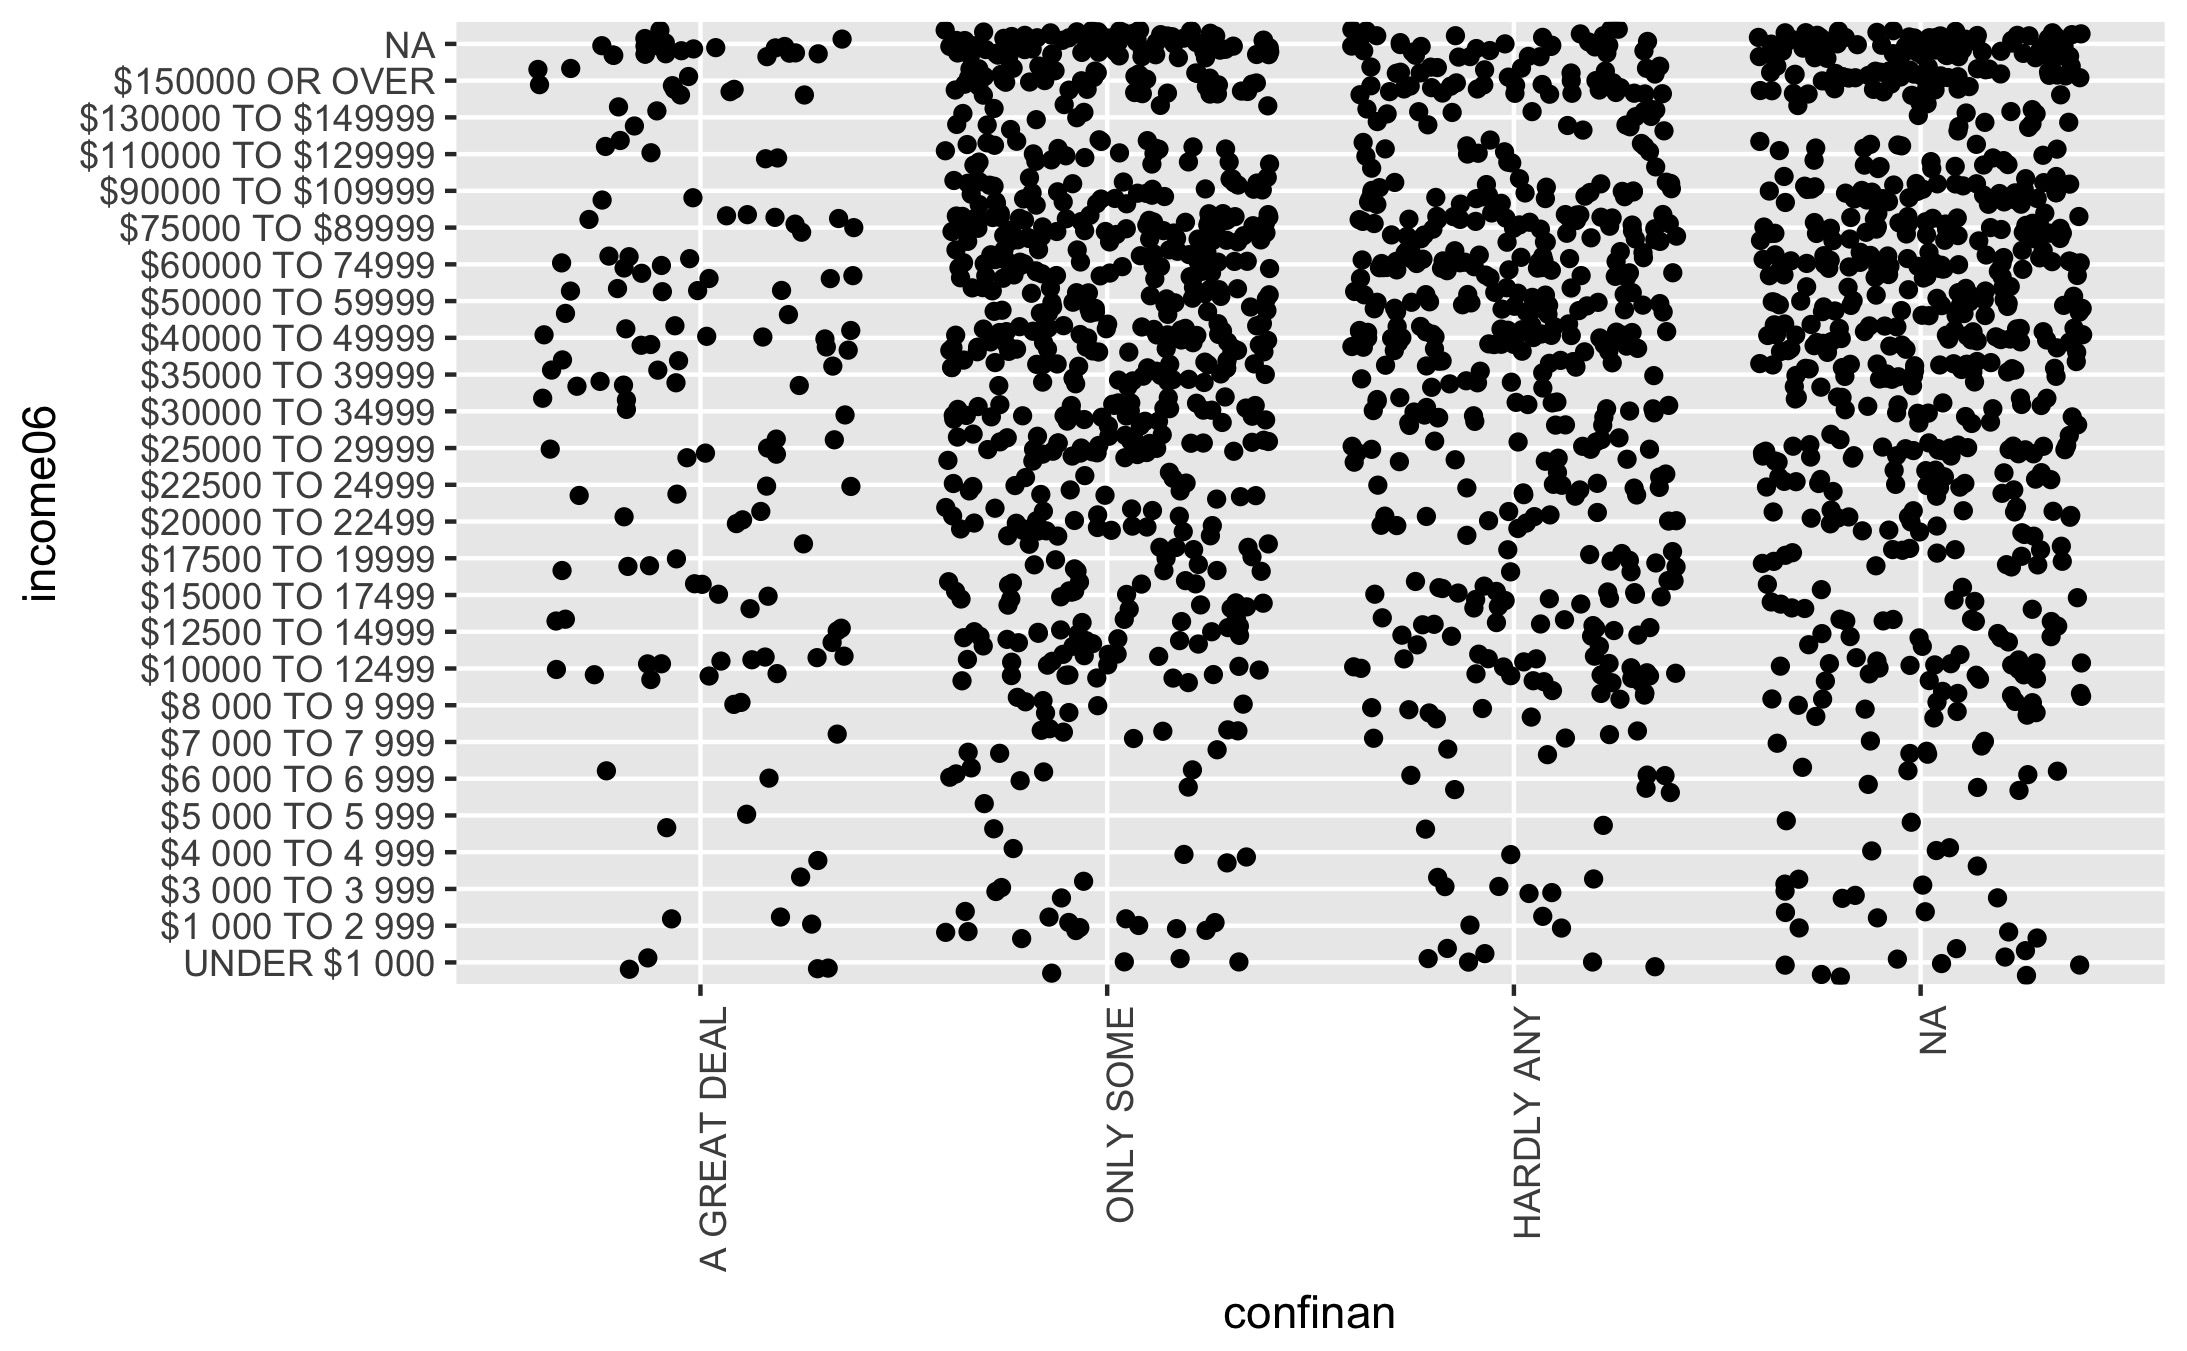 NA
$150000 OR OVER
$130000 TO $149999
$110000 TO $129999
$90000 TO $109999
$75000 TO $89999
$60000 TO 74999
$50000 TO 59999
$40000 TO 49999
$35000 TO 39999
$30000 TO 34999
$25000 TO 29999
$22500 TO 24999
$20000 TO 22499
$17500 TO 19999
$15000 TO 17499
$12500 TO 14999
$10000 TO 12499
$8 000 TO 9 999
$7 000 TO 7 999
$6 000 TO 6 999
$5 000 TO 5 999
$4 000 TO 4 999
$3 000 TO 3 999
$1 000 TO 2 999
UNDER $1 000
income06
A GREAT DEAL
ONLY SOME
HARDLY ANY
NA
confinan